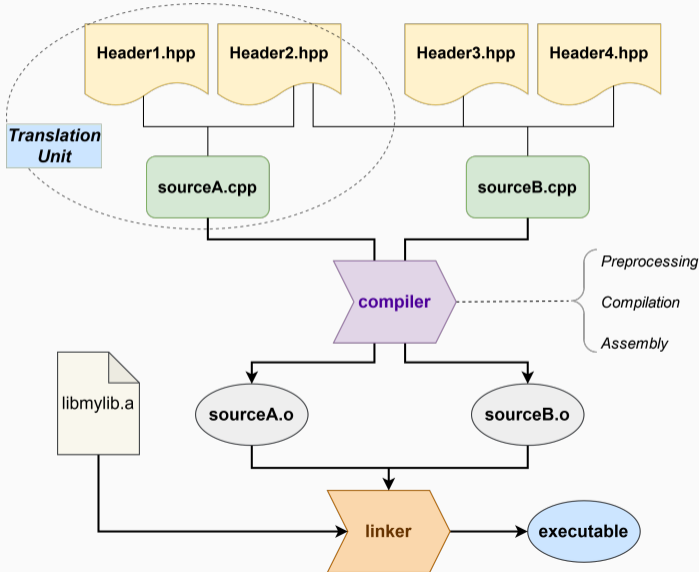 Header1.hpp
Header2.hpp
Header3.hpp
Header4.hpp
Translation
Unit
sourceA.cpp
sourceB.cpp
compiler
Preprocessing
Compilation
Assembly
libmylib.a
sourceA.o
sourceB.o
linker
executable